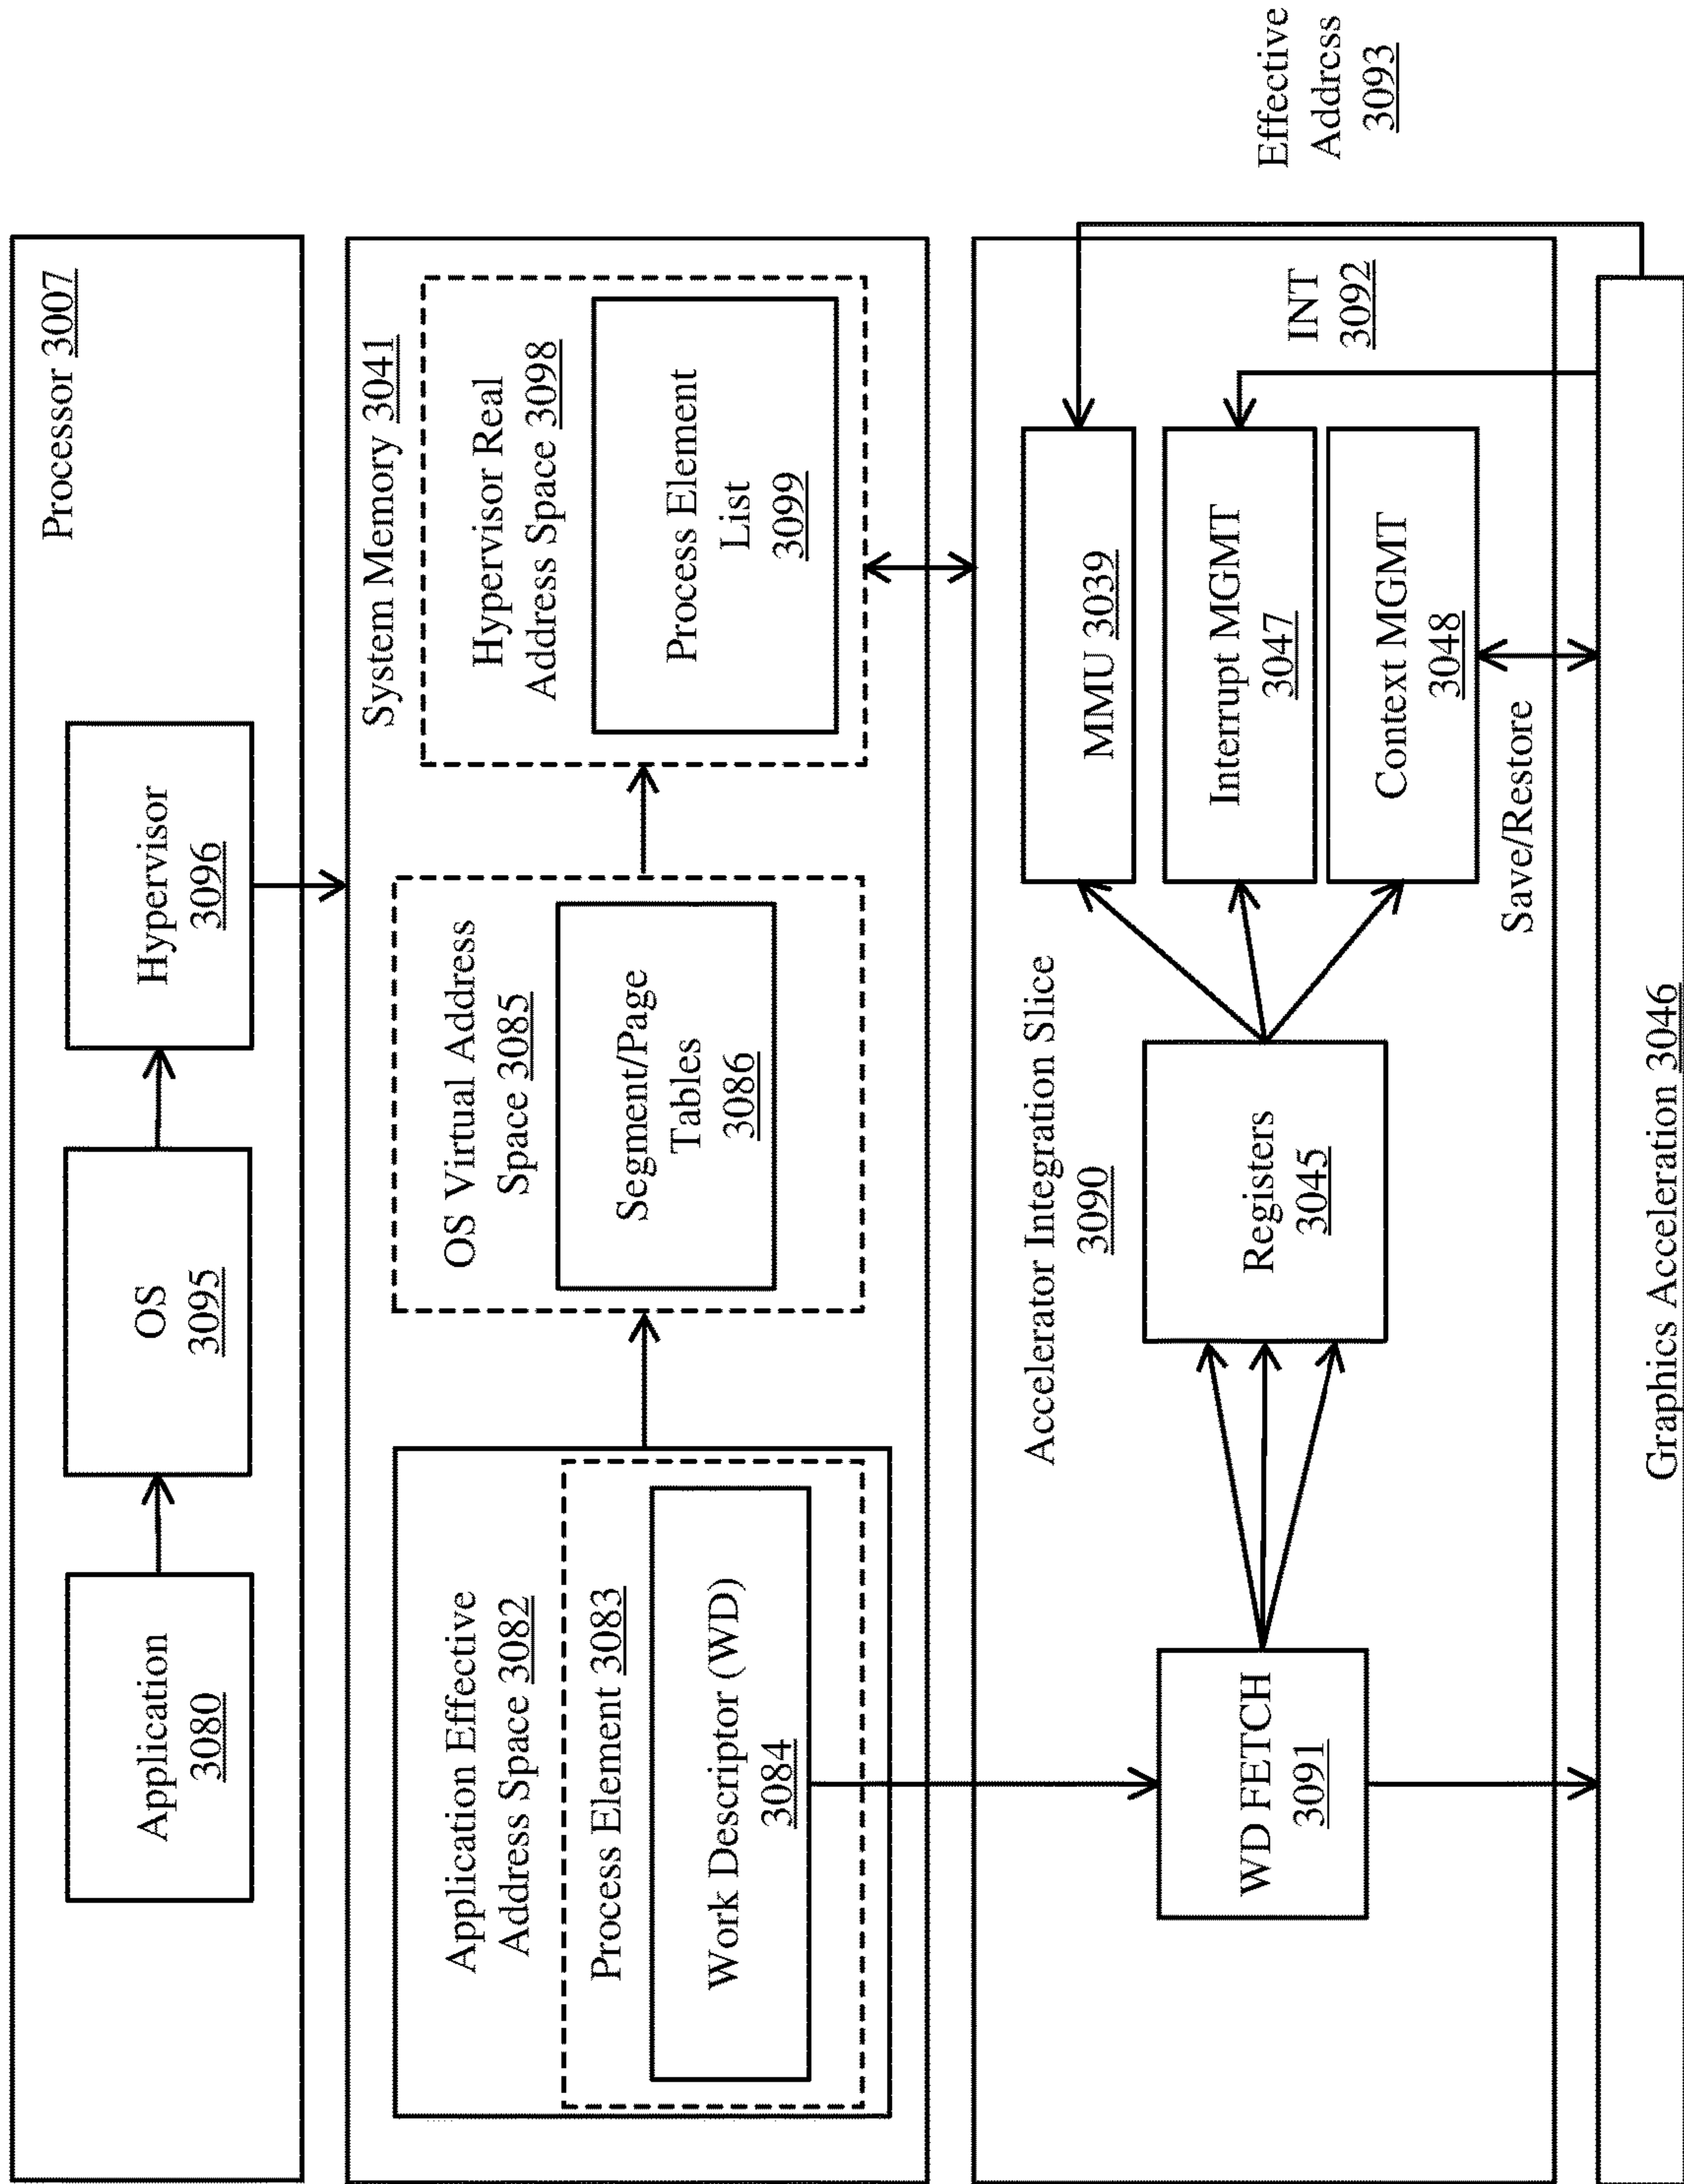 Processor 3007
Application
3080
OS
3095
Hypervisor
3096
System Memory 3041
Application Effective
Address Space 3082
Process Element 3083
Work Descriptor (WD)
3084
OS Virtual Address
Space 3085
Segment/Page
Tables
3086
Hypervisor Real
Address Space 3098
Process Element
List
3099
Accelerator Integration Slice
3090
WD FETCH
3091
Registers
3045
MMU 3039
Interrupt MGMT
3047
Context MGMT
3048
Save/Restore
INT
3092
Effective
Address
3093
Graphics Acceleration 3046